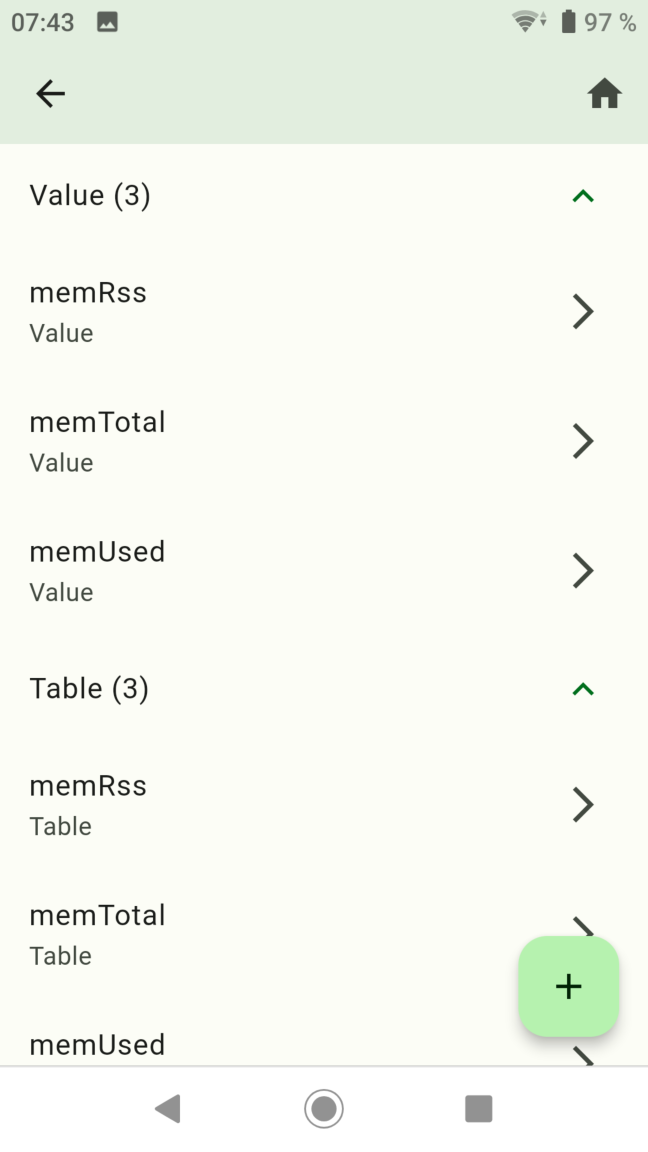 07:43
97 %
Value (3)
memRss
Value
memTotal
Value
memUsed
Value
Table (3)
memRss
Table
memTotal
Table
memUsed